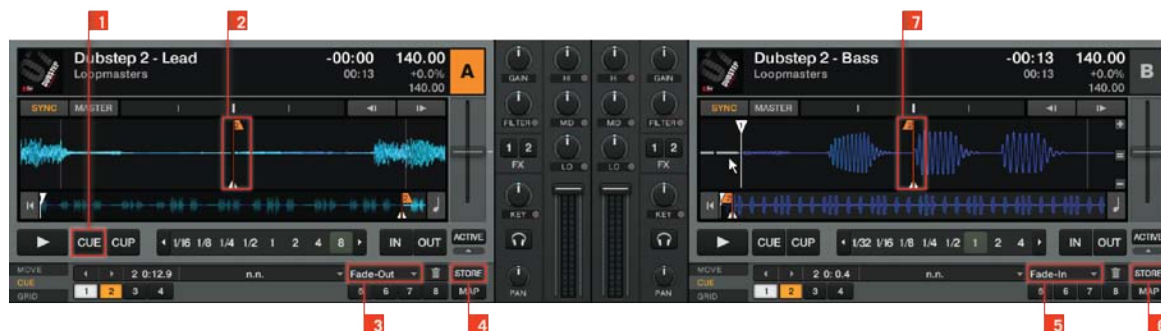 1 2 7
Dubstep 2 - Lead -00:00 140.00 A
Loopmasters 00:13 +0.0%
140.00
SYNC MASTER
GAIN HI HI GAIN
FILTER MID MID FILTER
1 2 1 2
FX LO LO FX
KEY KEY
PAN PAN
CUE CUP 1/16 1/8 1/4 1/2 1 2 4 8 IN OUT ACTIVE
MOVE
CUE 2 0:12.9 n.n. Fade-Out STORE
GRID 1 2 3 4 5 6 7 8 MAP
3 4
Dubstep 2 - Bass -00:13 140.00 B
Loopmasters 00:13 +0.0%
140.00
SYNC MASTER
1
CUE CUP 1/32 1/16 1/8 1/4 1/2 1 2 4 IN OUT ACTIVE
MOVE
CUE 2 0:0.4 n.n. Fade-In STORE
GRID 1 2 3 4 5 6 7 8 MAP
5 6